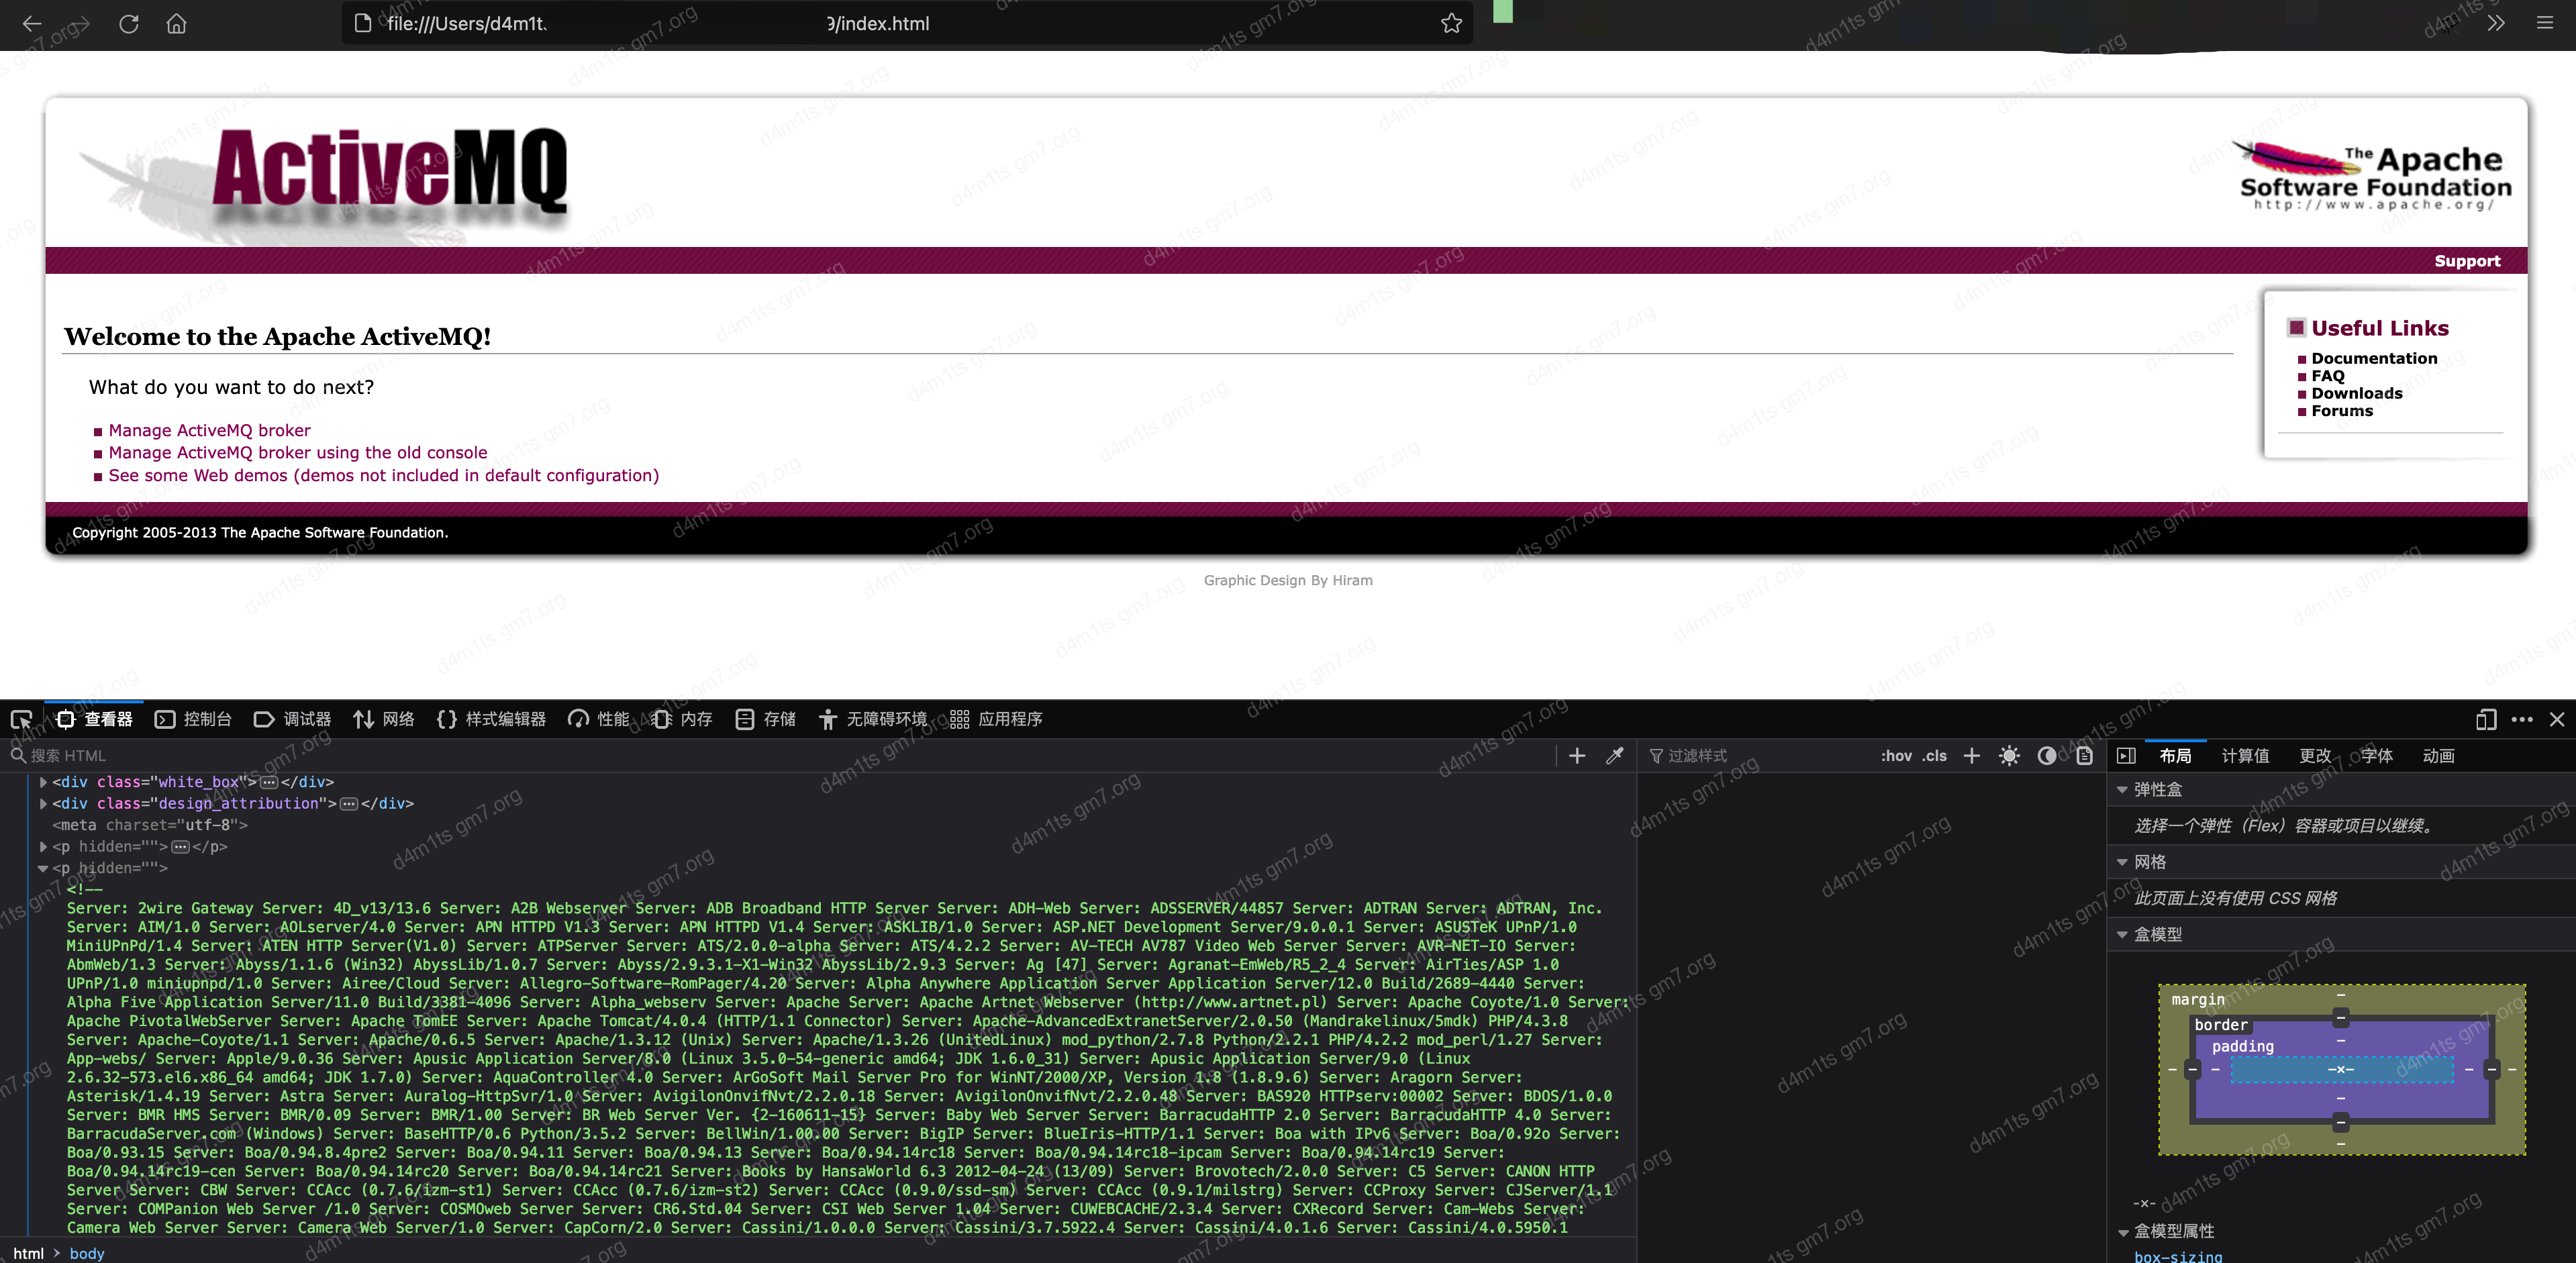 file:///Users/d4m1t
9/index.html
ActiveMQ
The Apache
Software Foundation
http://www.apache.org/
Support
Welcome to the Apache ActiveMQ!
What do you want to do next?
Manage ActiveMQ broker
Manage ActiveMQ broker using the old console
See some Web demos (demos not included in default configuration)
Useful Links
Documentation
FAQ
Downloads
Forums
Copyright 2005-2013 The Apache Software Foundation.
Graphic Design By Hiram
查看器 控制台 调试器 网络 样式编辑器 性能 内存 存储 无障碍环境 应用程序
搜索 HTML
<div class="white_box"></div>
<div class="design_attribution"></div>
<meta charset="utf-8">
<p hidden=""></p>
<p hidden="">
<!--
Server: 2wire Gateway Server: 4D_v13/13.6 Server: A2B Webserver Server: ADB Broadband HTTP Server Server: ADH-Web Server: ADSSERVER/44857 Server: ADTRAN Server: ADTRAN, Inc.
Server: AIM/1.0 Server: AOLserver/4.0 Server: APN HTTPD V1.3 Server: APN HTTPD V1.4 Server: ASKLIB/1.0 Server: ASP.NET Development Server/9.0.0.1 Server: ASUSTeK UPnP/1.0
MiniUPnPd/1.4 Server: ATEN HTTP Server(V1.0) Server: ATPServer Server: ATS/2.0.0-alpha Server: ATS/4.2.2 Server: AV-TECH AV787 Video Web Server Server: AVR-NET-IO Server:
AbmWeb/1.3 Server: Abyss/1.1.6 (Win32) AbyssLib/1.0.7 Server: Abyss/2.9.3.1-X1-Win32 AbyssLib/2.9.3 Server: Ag [47] Server: Agranat-EmWeb/R5_2_4 Server: AirTies/ASP 1.0
UPnP/1.0 miniupnpd/1.0 Server: Airee/Cloud Server: Allegro-Software-RomPager/4.20 Server: Alpha Anywhere Application Server Application Server/12.0 Build/2689-4440 Server:
Alpha Five Application Server/11.0 Build/3381-4096 Server: Alpha_webserv Server: Apache Server: Apache Artnet Webserver (http://www.artnet.pl) Server: Apache Coyote/1.0 Server:
Apache PivotalWebServer Server: Apache TomEE Server: Apache Tomcat/4.0.4 (HTTP/1.1 Connector) Server: Apache-AdvancedExtranetServer/2.0.50 (Mandrakelinux/5mdk) PHP/4.3.8
Server: Apache-Coyote/1.1 Server: Apache/0.6.5 Server: Apache/1.3.12 (Unix) Server: Apache/1.3.26 (UnitedLinux) mod_python/2.7.8 Python/2.2.1 PHP/4.2.2 mod_perl/1.27 Server:
App-webs/ Server: Apple/9.0.36 Server: Apusic Application Server/8.0 (Linux 3.5.0-54-generic amd64; JDK 1.6.0_31) Server: Apusic Application Server/9.0 (Linux
2.6.32-573.el6.x86_64 amd64; JDK 1.7.0) Server: AquaController 4.0 Server: ArGoSoft Mail Server Pro for WinNT/2000/XP, Version 1.8 (1.8.9.6) Server: Aragorn Server:
Asterisk/1.4.19 Server: Astra Server: Auralog-HttpSvr/1.0 Server: AvigilonOnvifNvt/2.2.0.18 Server: AvigilonOnvifNvt/2.2.0.48 Server: BAS920 HTTPserv:00002 Server: BDOS/1.0.0
Server: BMR HMS Server: BMR/0.09 Server: BMR/1.00 Server: BR Web Server Ver. {2-160611-15} Server: Baby Web Server Server: BarracudaHTTP 2.0 Server: BarracudaHTTP 4.0 Server:
BarracudaServer.com (Windows) Server: BaseHTTP/0.6 Python/3.5.2 Server: BellWin/1.00.00 Server: BigIP Server: BlueIris-HTTP/1.1 Server: Boa with IPv6 Server: Boa/0.92o Server:
Boa/0.93.15 Server: Boa/0.94.8.4pre2 Server: Boa/0.94.11 Server: Boa/0.94.13 Server: Boa/0.94.14rc18 Server: Boa/0.94.14rc18-ipcam Server: Boa/0.94.14rc19 Server:
Boa/0.94.14rc19-cen Server: Boa/0.94.14rc20 Server: Boa/0.94.14rc21 Server: Books by HansaWorld 6.3 2012-04-24 (13/09) Server: Brovotech/2.0.0 Server: C5 Server: CANON HTTP
Server Server: CBW Server: CCAcc (0.7.6/izm-st1) Server: CCAcc (0.7.6/izm-st2) Server: CCAcc (0.9.0/ssd-sm) Server: CCAcc (0.9.1/milstrg) Server: CCProxy Server: CJServer/1.1
Server: COMPanion Web Server /1.0 Server: COSMOweb Server Server: CR6.Std.04 Server: CSI Web Server 1.04 Server: CUWEBCACHE/2.3.4 Server: CXRecord Server: Cam-Webs Server:
Camera Web Server Server: Camera Web Server/1.0 Server: CapCorn/2.0 Server: Cassini/1.0.0.0 Server: Cassini/3.7.5922.4 Server: Cassini/4.0.1.6 Server: Cassini/4.0.5950.1
html > body
过滤样式 :hov .cls
布局 计算值 更改 字体 动画
弹性盒
选择一个弹性（Flex）容器或项目以继续。
网格
此页面上没有使用 CSS 网格
盒模型
margin
border
padding
-×-
-×-
盒模型属性
box-sizing
d4m1ts gm7.org